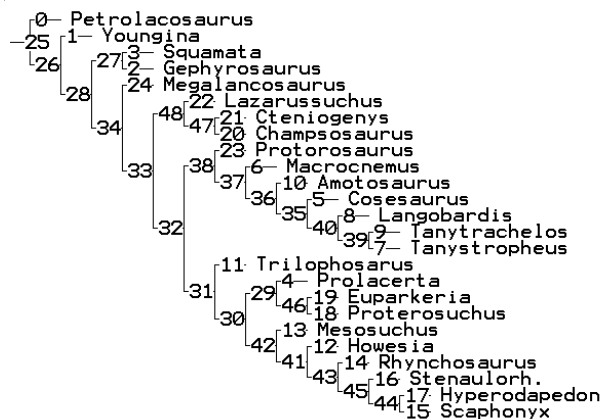 0 Petrolacosaurus
25
1 Youngina
26
3 Squamata
27
2 Gephyrosaurus
28
24 Megalancosaurus
22 Lazarussuchus
48
21 Cteniogenys
47
34
20 Champsosaurus
23 Protorosaurus
38
6 Macrocnemus
33
37
10 Amotosaurus
36
5 Cosesaurus
35
8 Langobardis
32
40
9 Tanytrachelos
39
7 Tanystropheus
11 Trilophosarus
4 Prolacerta
31
29
19 Euparkeria
46
18 Proterosuchus
30
13 Mesosuchus
42
12 Howesia
41
14 Rhynchosaurus
43
16 Stenaulorh.
45
17 Hyperodapedon
44
15 Scaphonyx